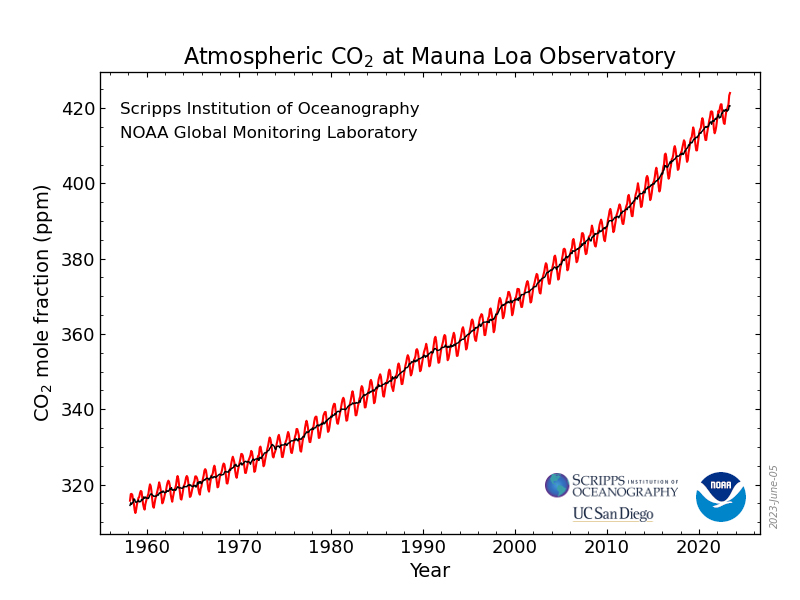 Atmospheric CO₂ at Mauna Loa Observatory
Scripps Institution of Oceanography
NOAA Global Monitoring Laboratory
CO₂ mole fraction (ppm)
420
400
380
360
340
320
1960 1970 1980 1990 2000 2010 2020
Year
SCRIPPS INSTITUTION OF
OCEANOGRAPHY
UC San Diego
NOAA
2023-June-05